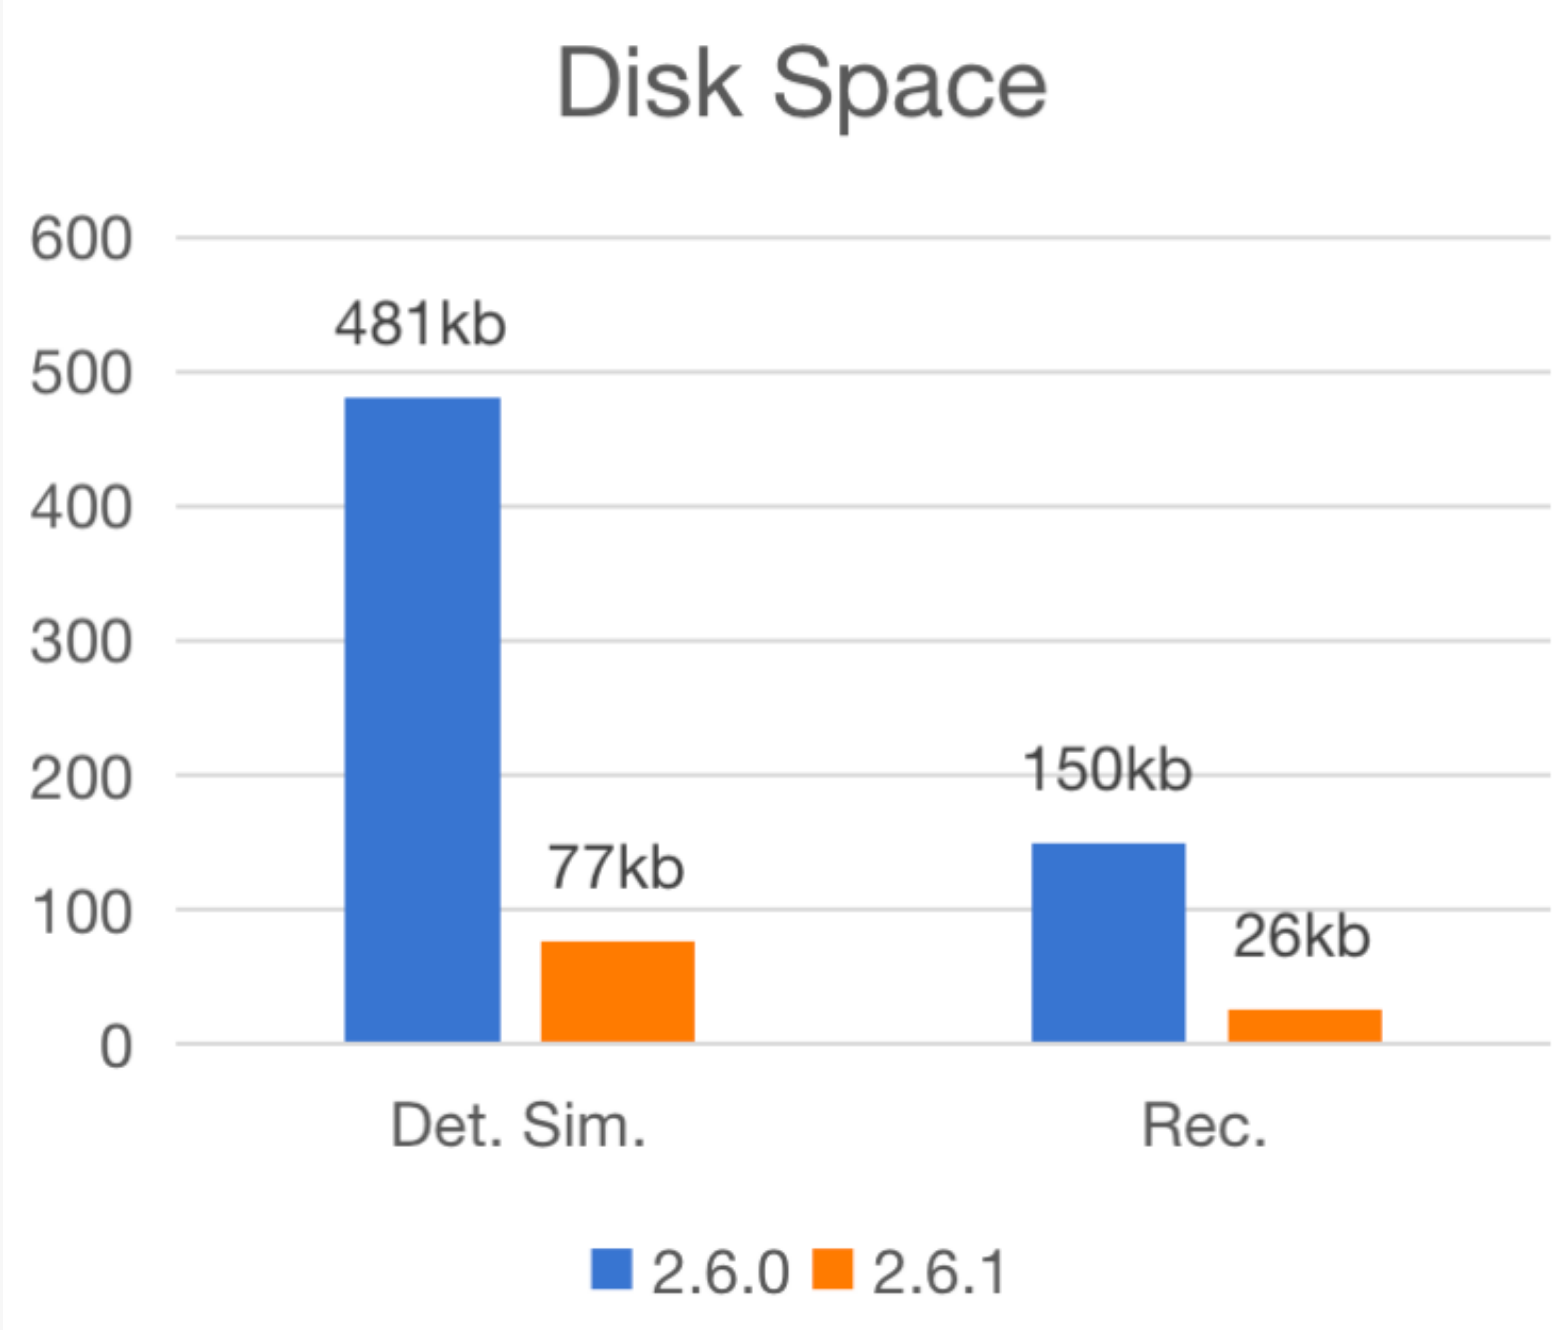 Disk Space
600
481kb
500
400
300
200
150kb
77kb
100
26kb
0
Det. Sim.
Rec.
2.6.0
2.6.1